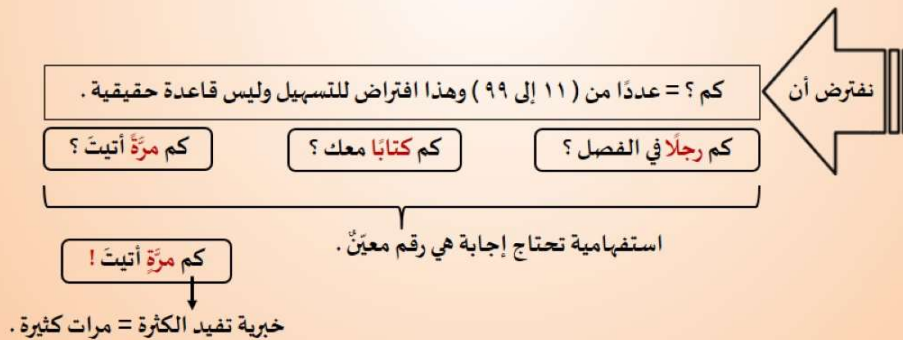 نفترض أن
كم ؟ = عددًا من ( ١١ إلى ٩٩ ) وهذا افتراض للتسهيل وليس قاعدة حقيقية .
كم رجلًا في الفصل ؟
كم كتابًا معك ؟
كم مرَّةً أتيتَ ؟
استفهامية تحتاج إجابة هي رقم معيّنٌ .
كم مرَّةٍ أتيتَ !
خبرية تفيد الكثرة = مرات كثيرة .